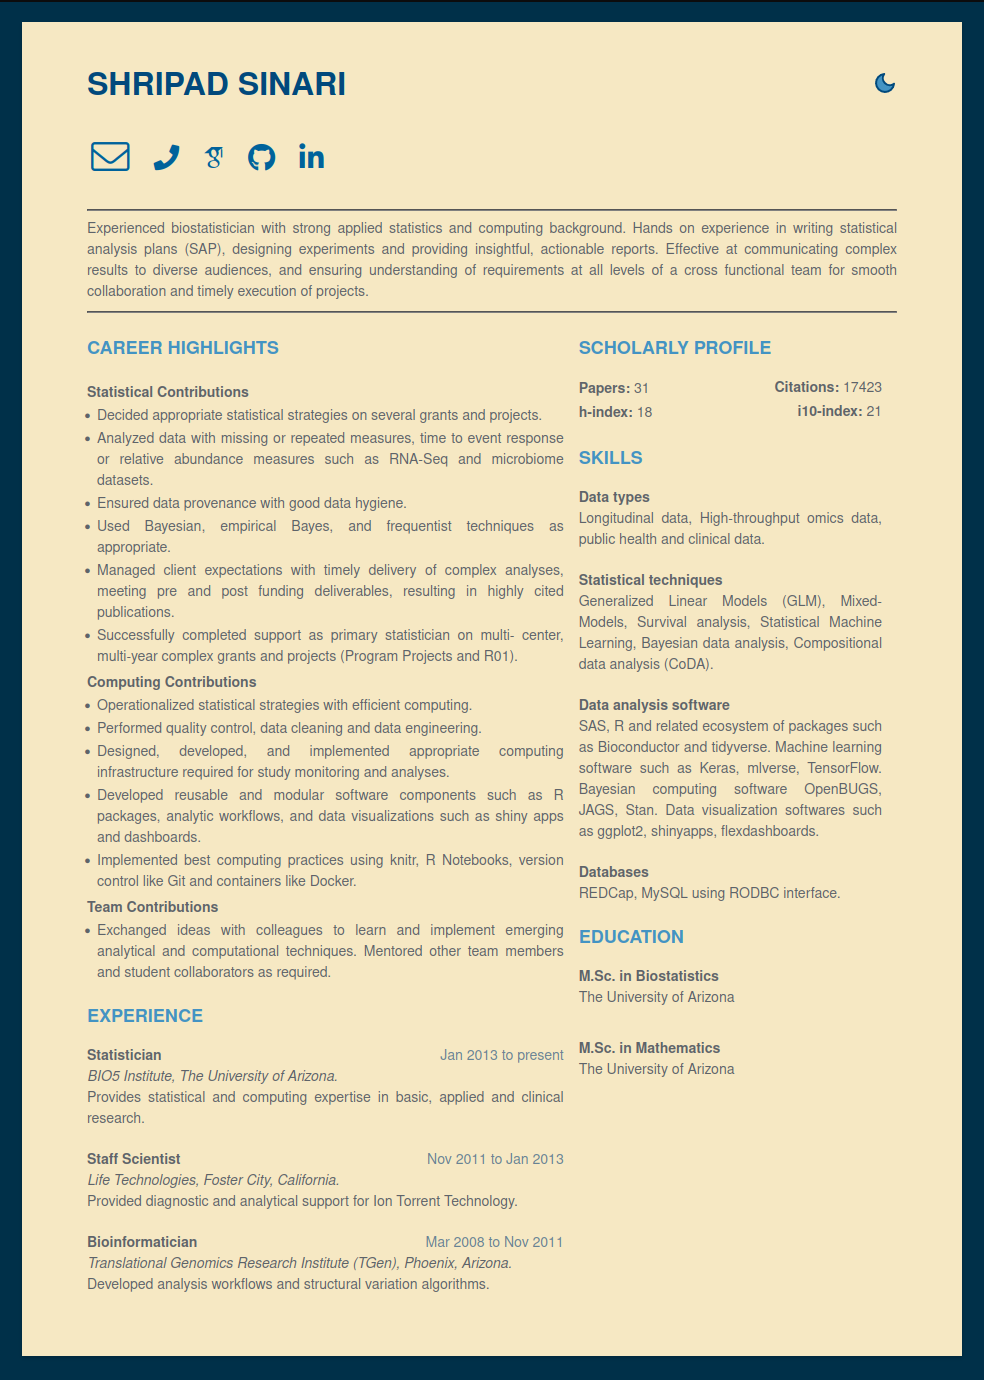 SHRIPAD SINARI
Experienced biostatistician with strong applied statistics and computing background. Hands on experience in writing statistical
analysis plans (SAP), designing experiments and providing insightful, actionable reports. Effective at communicating complex
results to diverse audiences, and ensuring understanding of requirements at all levels of a cross functional team for smooth
collaboration and timely execution of projects.
CAREER HIGHLIGHTS
Statistical Contributions
• Decided appropriate statistical strategies on several grants and projects.
• Analyzed data with missing or repeated measures, time to event response
or relative abundance measures such as RNA-Seq and microbiome
datasets.
• Ensured data provenance with good data hygiene.
• Used Bayesian, empirical Bayes, and frequentist techniques as
appropriate.
• Managed client expectations with timely delivery of complex analyses,
meeting pre and post funding deliverables, resulting in highly cited
publications.
• Successfully completed support as primary statistician on multi- center,
multi-year complex grants and projects (Program Projects and R01).
Computing Contributions
• Operationalized statistical strategies with efficient computing.
• Performed quality control, data cleaning and data engineering.
• Designed, developed, and implemented appropriate computing
infrastructure required for study monitoring and analyses.
• Developed reusable and modular software components such as R
packages, analytic workflows, and data visualizations such as shiny apps
and dashboards.
• Implemented best computing practices using knitr, R Notebooks, version
control like Git and containers like Docker.
Team Contributions
• Exchanged ideas with colleagues to learn and implement emerging
analytical and computational techniques. Mentored other team members
and student collaborators as required.
EXPERIENCE
Statistician Jan 2013 to present
BIO5 Institute, The University of Arizona.
Provides statistical and computing expertise in basic, applied and clinical
research.
Staff Scientist Nov 2011 to Jan 2013
Life Technologies, Foster City, California.
Provided diagnostic and analytical support for Ion Torrent Technology.
Bioinformatician Mar 2008 to Nov 2011
Translational Genomics Research Institute (TGen), Phoenix, Arizona.
Developed analysis workflows and structural variation algorithms.
SCHOLARLY PROFILE
Papers: 31 Citations: 17423
h-index: 18 i10-index: 21
SKILLS
Data types
Longitudinal data, High-throughput omics data,
public health and clinical data.
Statistical techniques
Generalized Linear Models (GLM), Mixed-
Models, Survival analysis, Statistical Machine
Learning, Bayesian data analysis, Compositional
data analysis (CoDA).
Data analysis software
SAS, R and related ecosystem of packages such
as Bioconductor and tidyverse. Machine learning
software such as Keras, mlverse, TensorFlow.
Bayesian computing software OpenBUGS,
JAGS, Stan. Data visualization softwares such
as ggplot2, shinyapps, flexdashboards.
Databases
REDCap, MySQL using RODBC interface.
EDUCATION
M.Sc. in Biostatistics
The University of Arizona
M.Sc. in Mathematics
The University of Arizona